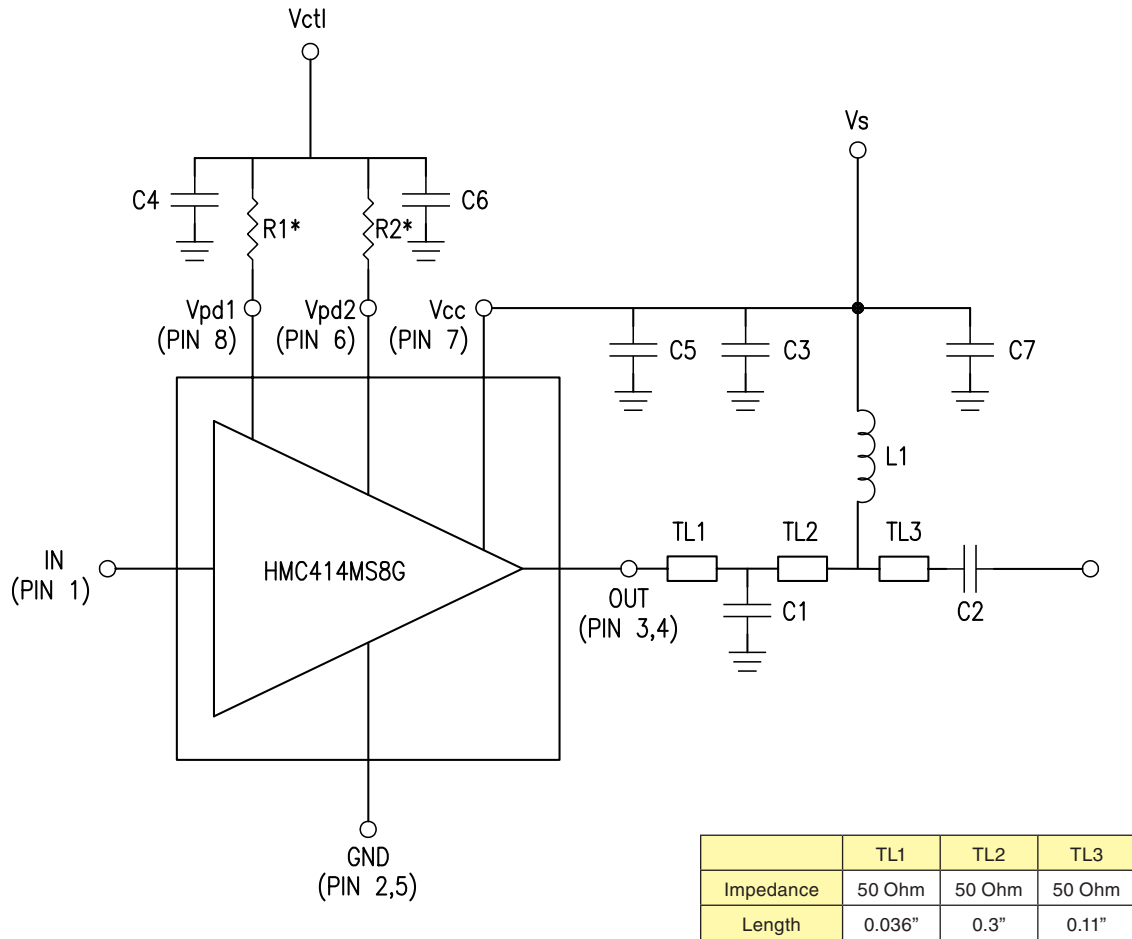 Vctl
Vs
C4
R1*
R2*
C6
Vpd1
(PIN 8)
Vpd2
(PIN 6)
Vcc
(PIN 7)
C5
C3
C7
L1
TL1
TL2
TL3
IN
(PIN 1)
HMC414MS8G
OUT
(PIN 3,4)
C1
C2
GND
(PIN 2,5)
TL1 TL2 TL3
Impedance 50 Ohm 50 Ohm 50 Ohm
Length 0.036” 0.3” 0.11”